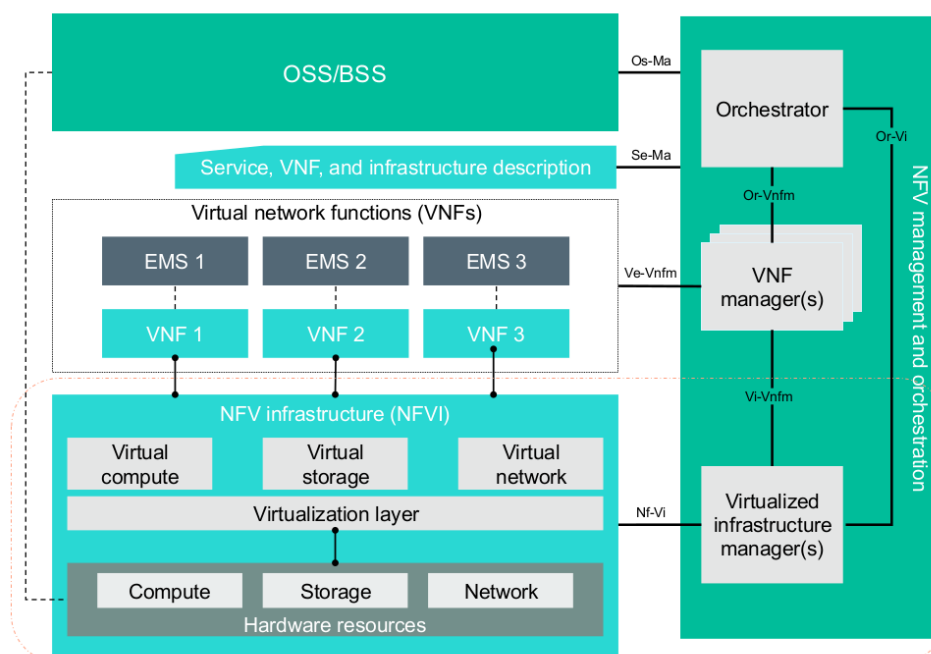 OSS/BSS
Os-Ma
Orchestrator
Or-Vi
Service, VNF, and infrastructure description
Se-Ma
Or-Vnfm
Virtual network functions (VNFs)
EMS 1
EMS 2
EMS 3
Ve-Vnfm
VNF
manager(s)
VNF 1
VNF 2
VNF 3
NFV management and orchestration
Vi-Vnfm
NFV infrastructure (NFVI)
Virtual
compute
Virtual
storage
Virtual
network
Virtualization layer
Nf-Vi
Virtualized
infrastructure
manager(s)
Compute
Storage
Network
Hardware resources